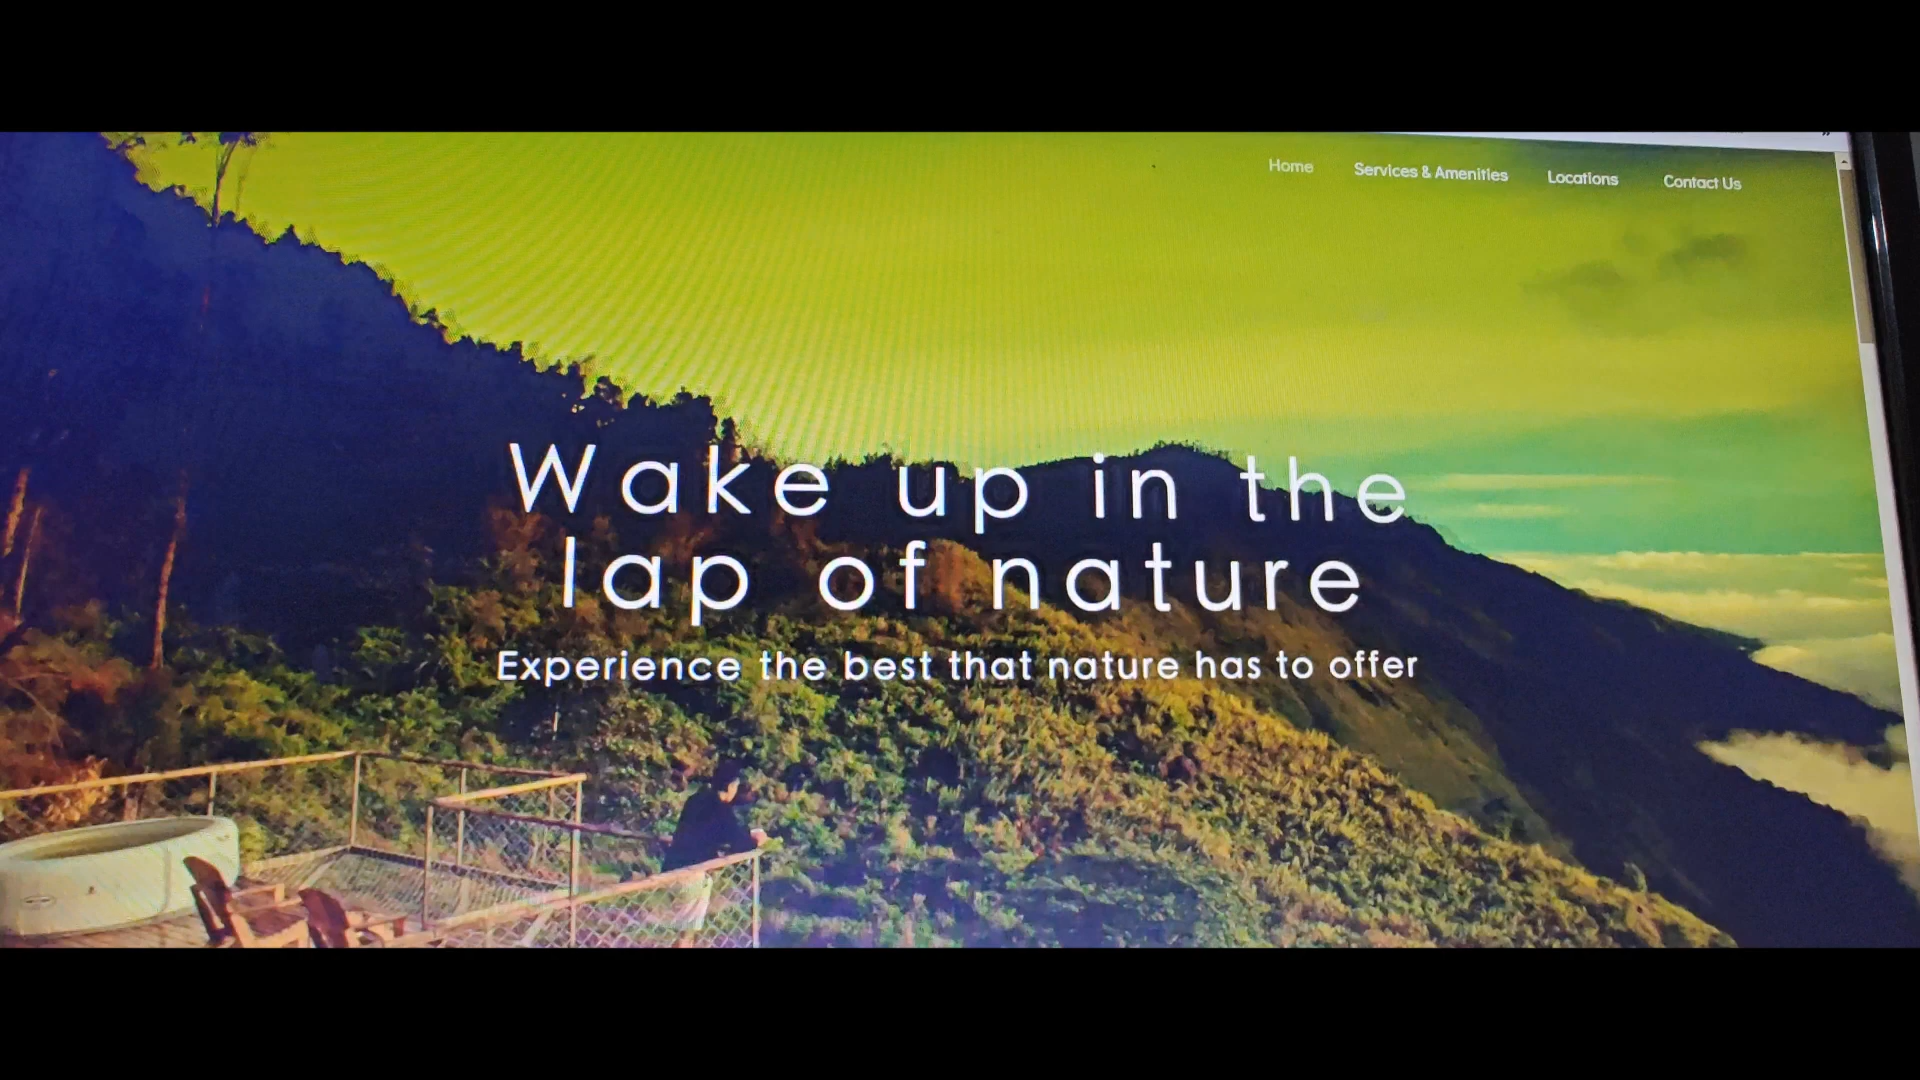 Home Services & Amenities Locations Contact Us
Wake up in the
lap of nature
Experience the best that nature has to offer